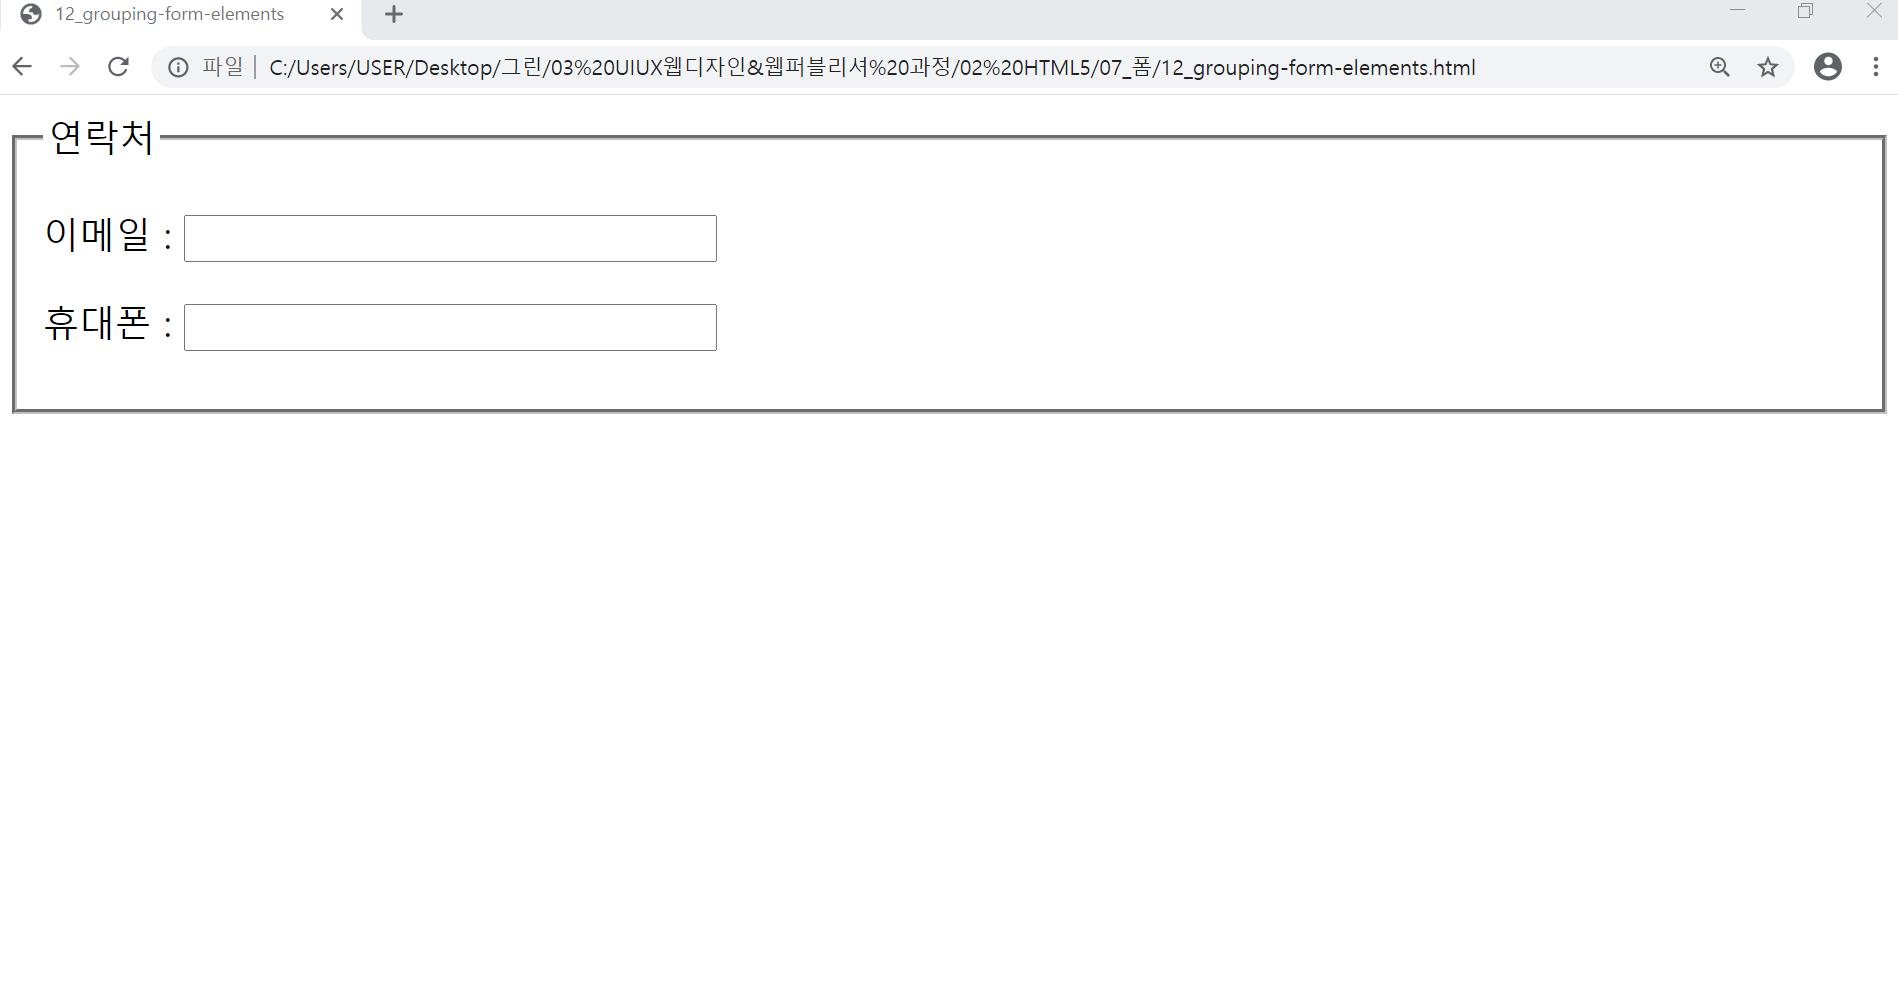 12_grouping-form-elements
파일 | C:/Users/USER/Desktop/그린/03%20UIUX웹디자인&웹퍼블리셔%20과정/02%20HTML5/07_폼/12_grouping-form-elements.html
연락처
이메일 :
휴대폰 :